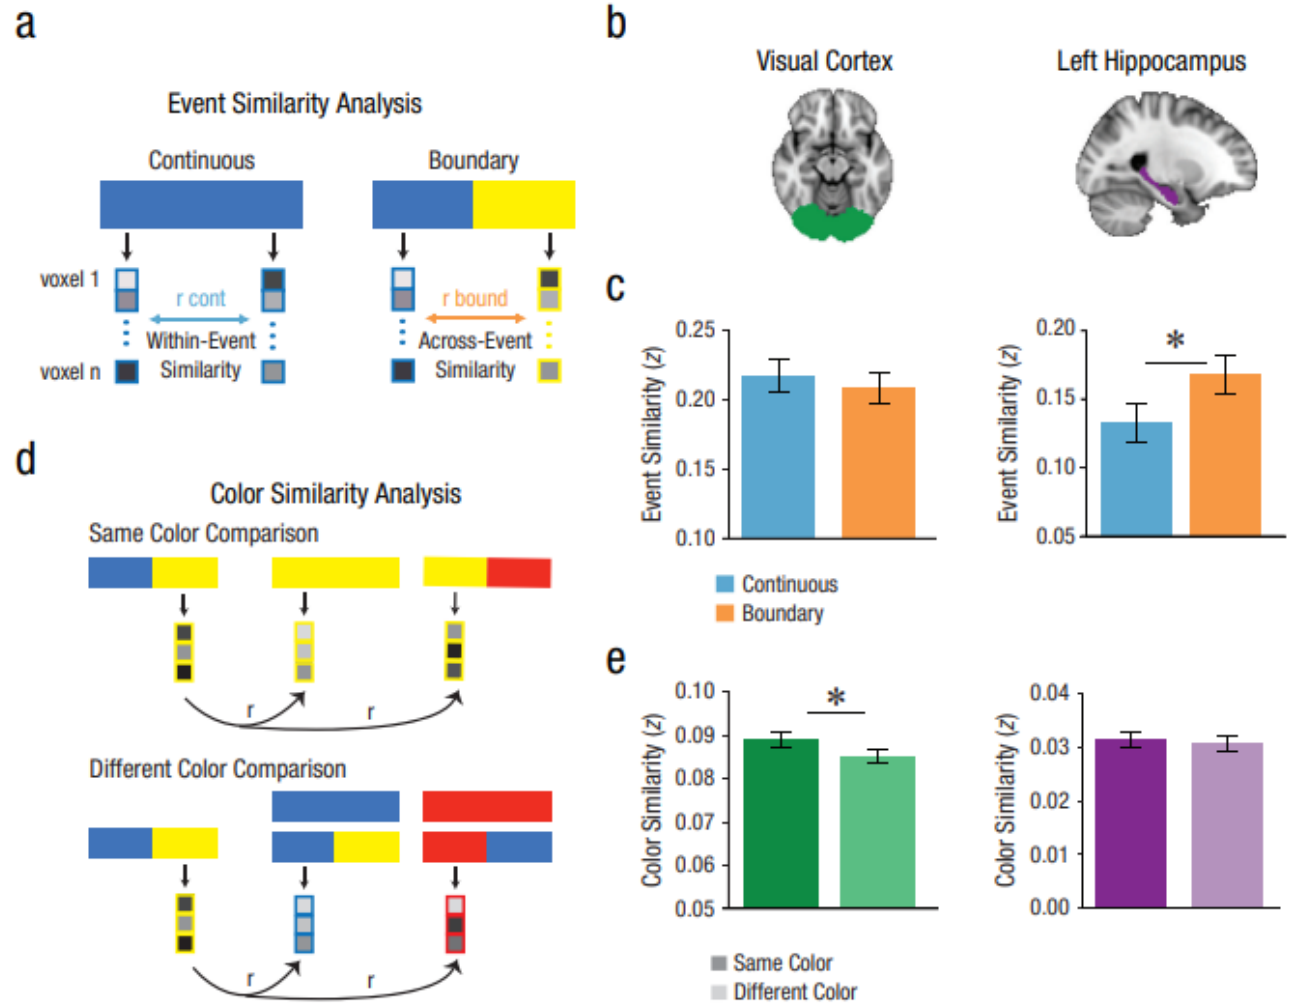 a
Event Similarity Analysis
Continuous
Boundary
voxel 1
r cont
r bound
Within-Event
Across-Event
voxel n
Similarity
Similarity
b
Visual Cortex
Left Hippocampus
c
Event Similarity (z)
0.25
0.20
0.15
0.10
Event Similarity (z)
0.20
*
0.15
0.10
0.05
Continuous
Boundary
d
Color Similarity Analysis
Same Color Comparison
r
r
Different Color Comparison
r
r
e
Color Similarity (z)
0.10
*
0.09
0.08
0.07
0.06
0.05
Color Similarity (z)
0.04
0.03
0.02
0.01
0.00
Same Color
Different Color